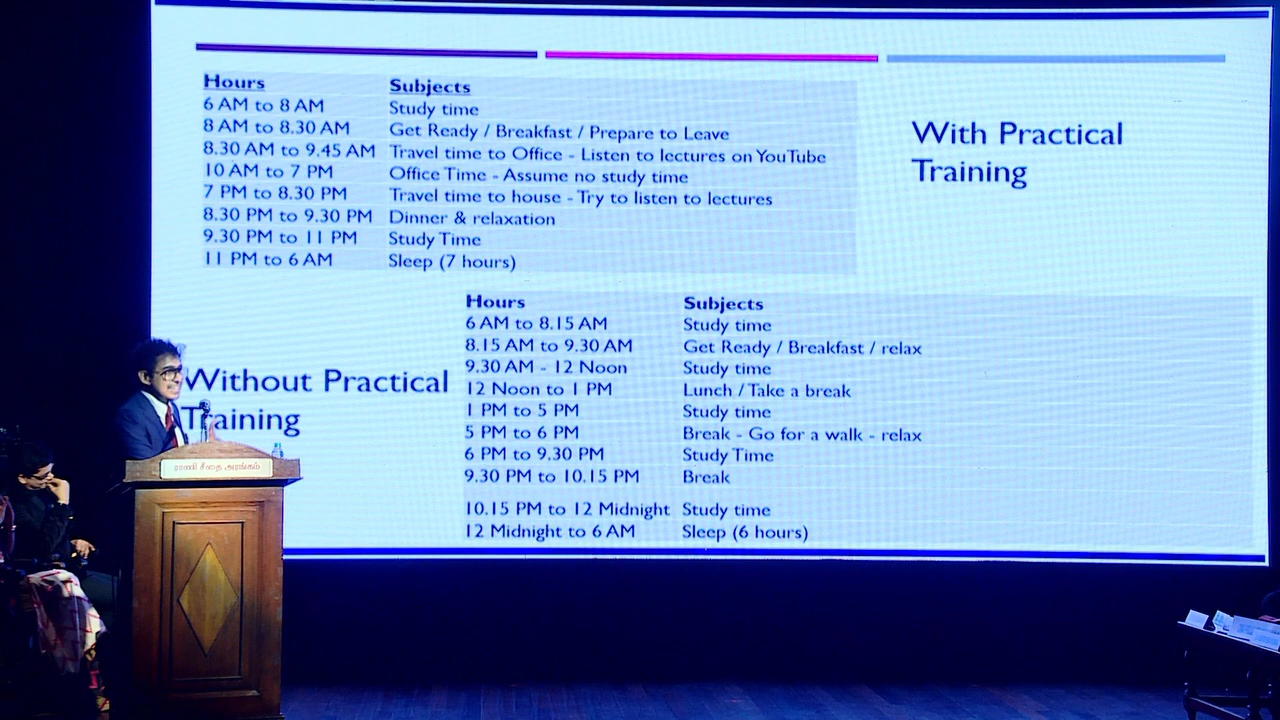 Hours Subjects
6 AM to 8 AM Study time
8 AM to 8.30 AM Get Ready / Breakfast / Prepare to Leave
8.30 AM to 9.45 AM Travel time to Office - Listen to lectures on YouTube
10 AM to 7 PM Office Time - Assume no study time
7 PM to 8.30 PM Travel time to house - Try to listen to lectures
8.30 PM to 9.30 PM Dinner & relaxation
9.30 PM to 11 PM Study Time
11 PM to 6 AM Sleep (7 hours)
With Practical
Training
Without Practical
Training
Hours Subjects
6 AM to 8.15 AM Study time
8.15 AM to 9.30 AM Get Ready / Breakfast / relax
9.30 AM - 12 Noon Study time
12 Noon to 1 PM Lunch / Take a break
1 PM to 5 PM Study time
5 PM to 6 PM Break - Go for a walk - relax
6 PM to 9.30 PM Study Time
9.30 PM to 10.15 PM Break
10.15 PM to 12 Midnight Study time
12 Midnight to 6 AM Sleep (6 hours)
ராணி சீதை அரங்கம்